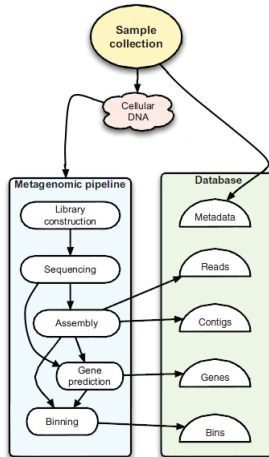 Sample
collection
Cellular
DNA
Metagenomic pipeline
Database
Library
construction
Metadata
Sequencing
Reads
Assembly
Contigs
Gene
prediction
Genes
Binning
Bins